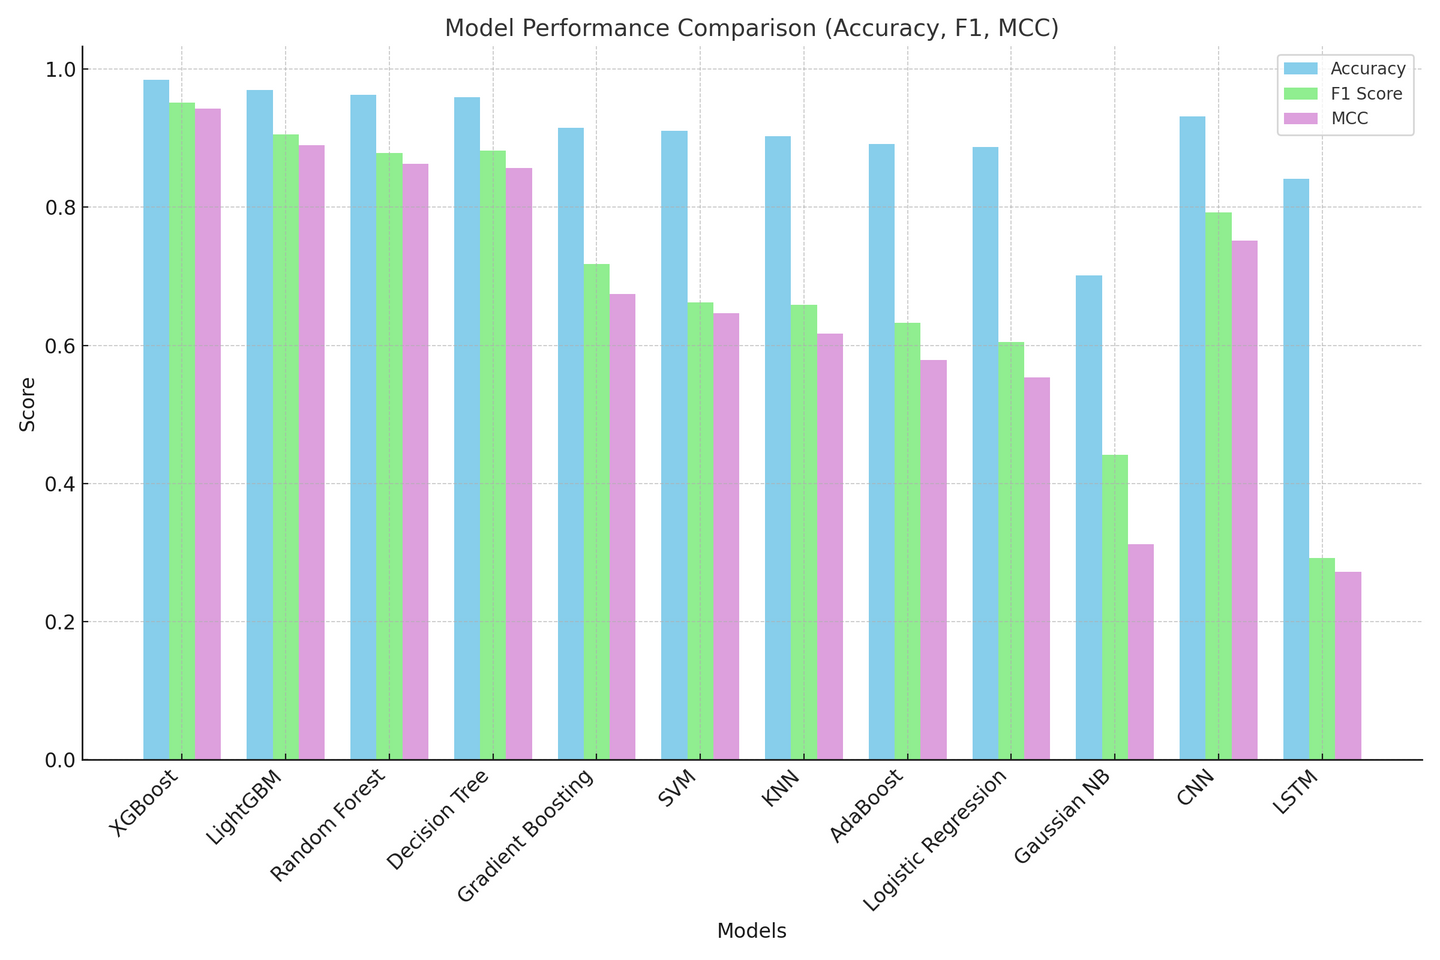 Model Performance Comparison (Accuracy, F1, MCC)
Accuracy
F1 Score
MCC
1.0
0.8
0.6
0.4
0.2
0.0
Score
XGBoost
LightGBM
Random Forest
Decision Tree
Gradient Boosting
SVM
KNN
AdaBoost
Logistic Regression
Gaussian NB
CNN
LSTM
Models